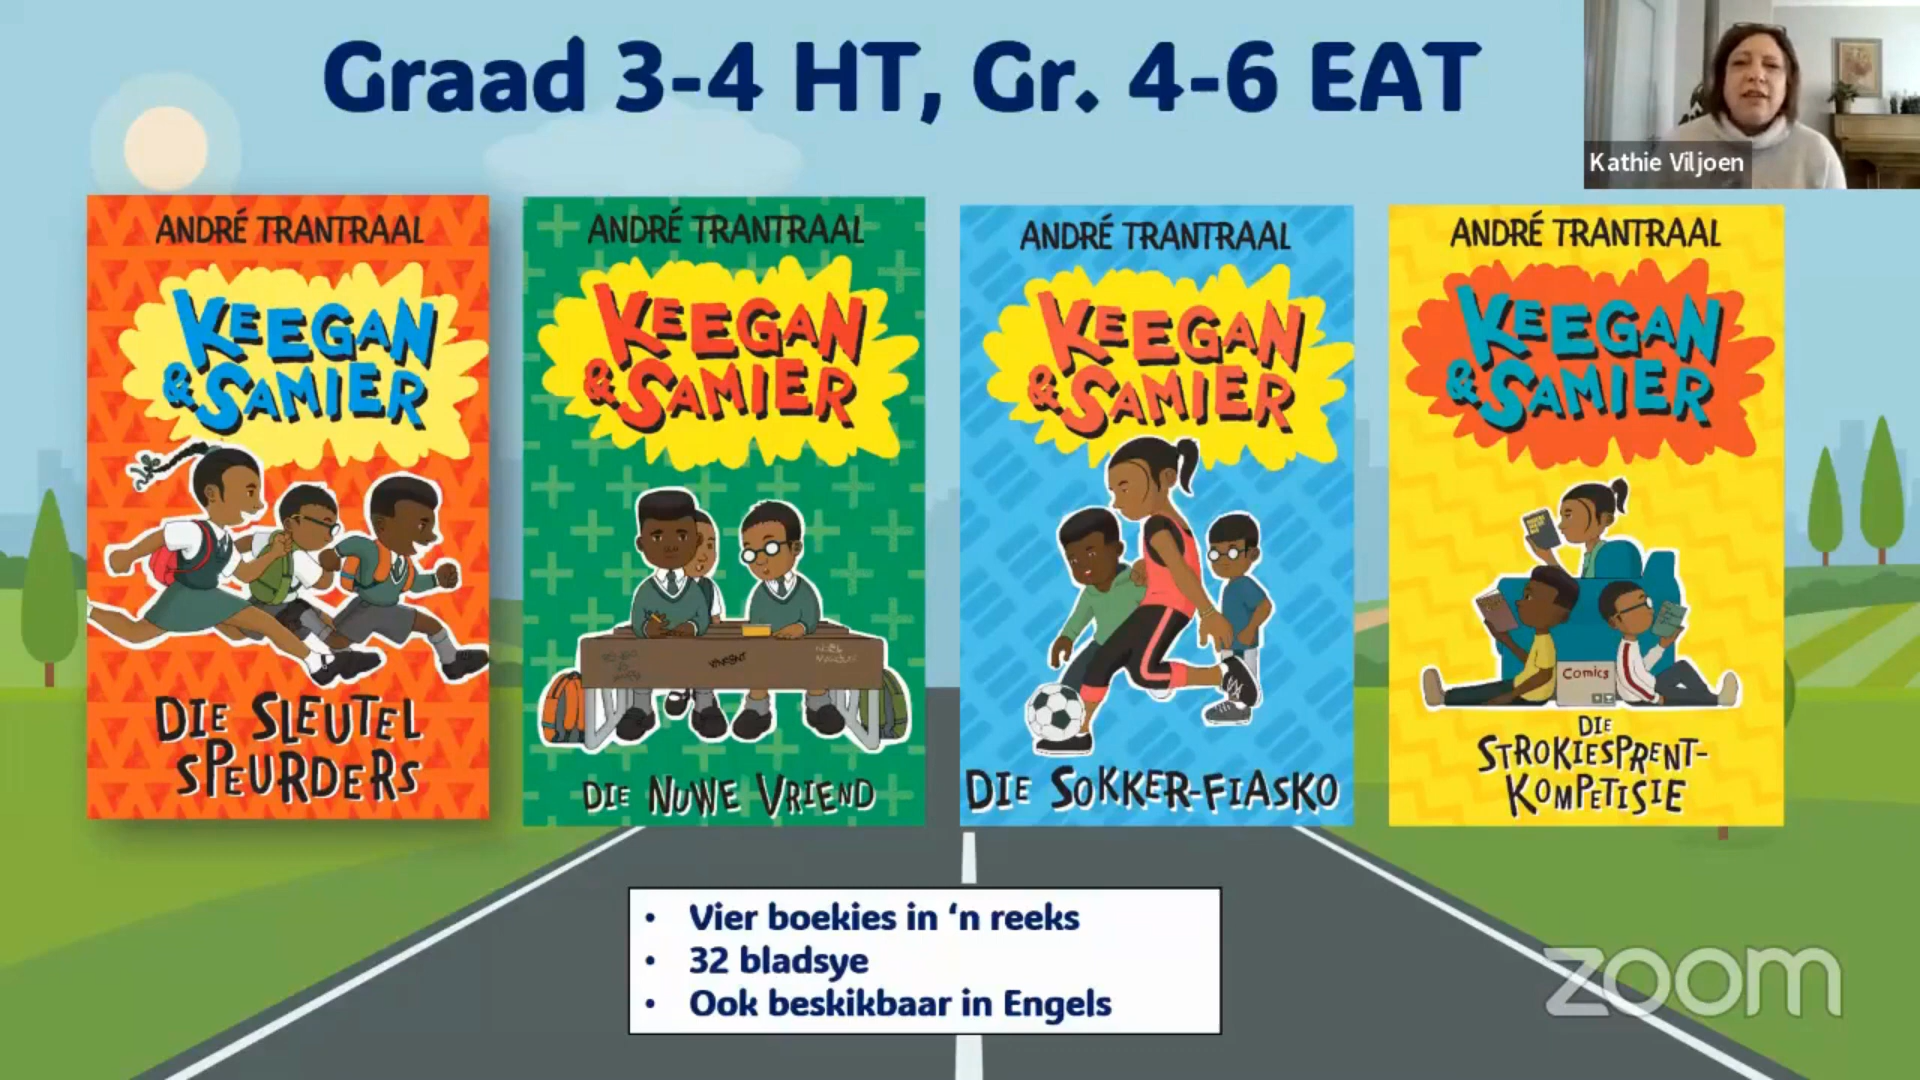 Graad 3-4 HT, Gr. 4-6 EAT
Kathie Viljoen
ANDRÉ TRANTRAAL
KEEGAN
& SAMIER
DIE SLEUTEL
SPEURDERS
ANDRÉ TRANTRAAL
KEEGAN
& SAMIER
VINCENT
DIE NUWE VRIEND
ANDRÉ TRANTRAAL
KEEGAN
& SAMIER
DIE SOKKER-FIASKO
ANDRÉ TRANTRAAL
KEEGAN
& SAMIER
Comics
DIE
STROKIESPRENT-
KOMPETISIE
• Vier boekies in ‘n reeks
• 32 bladsye
• Ook beskikbaar in Engels
zoom